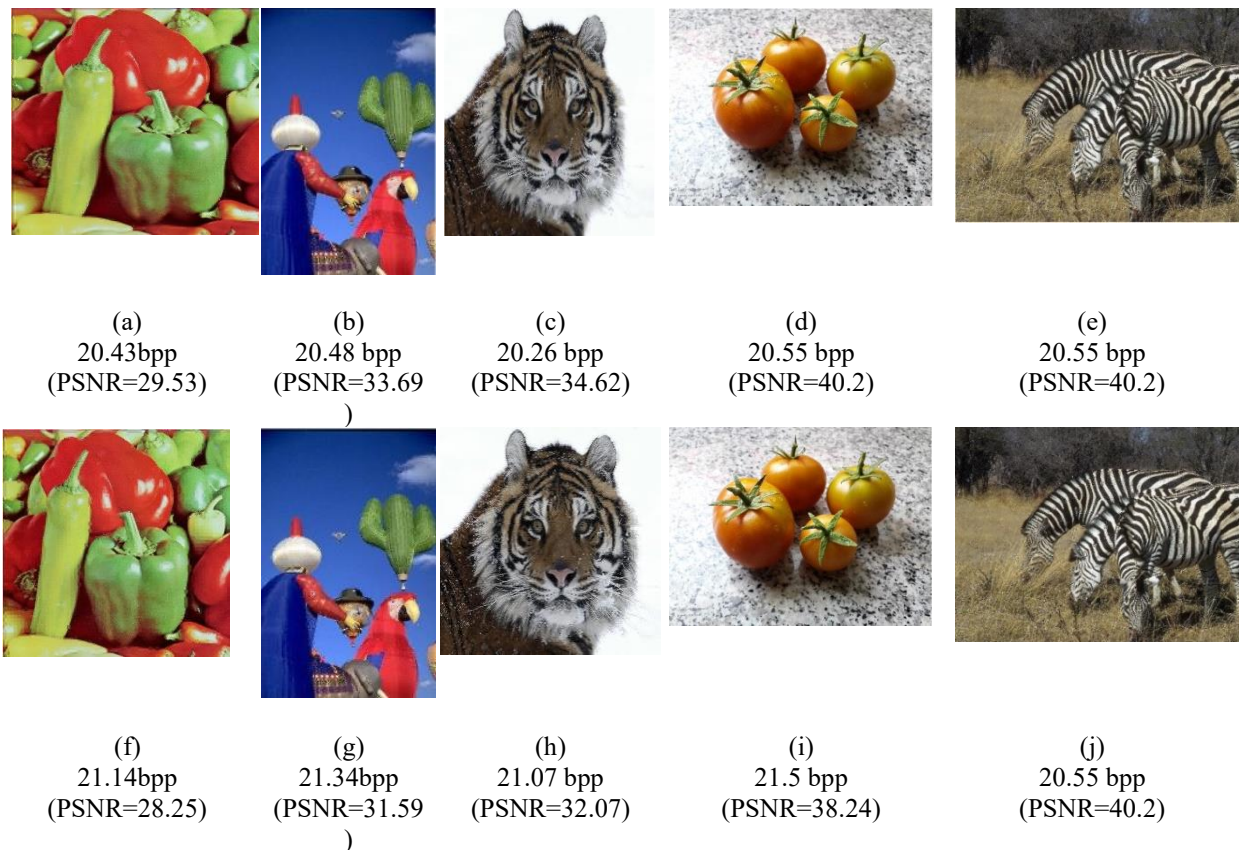 (a)
20.43bpp
(PSNR=29.53)
(b)
20.48 bpp
(PSNR=33.69
)
(c)
20.26 bpp
(PSNR=34.62)
(d)
20.55 bpp
(PSNR=40.2)
(e)
20.55 bpp
(PSNR=40.2)
(f)
21.14bpp
(PSNR=28.25)
(g)
21.34bpp
(PSNR=31.59
)
(h)
21.07 bpp
(PSNR=32.07)
(i)
21.5 bpp
(PSNR=38.24)
(j)
20.55 bpp
(PSNR=40.2)